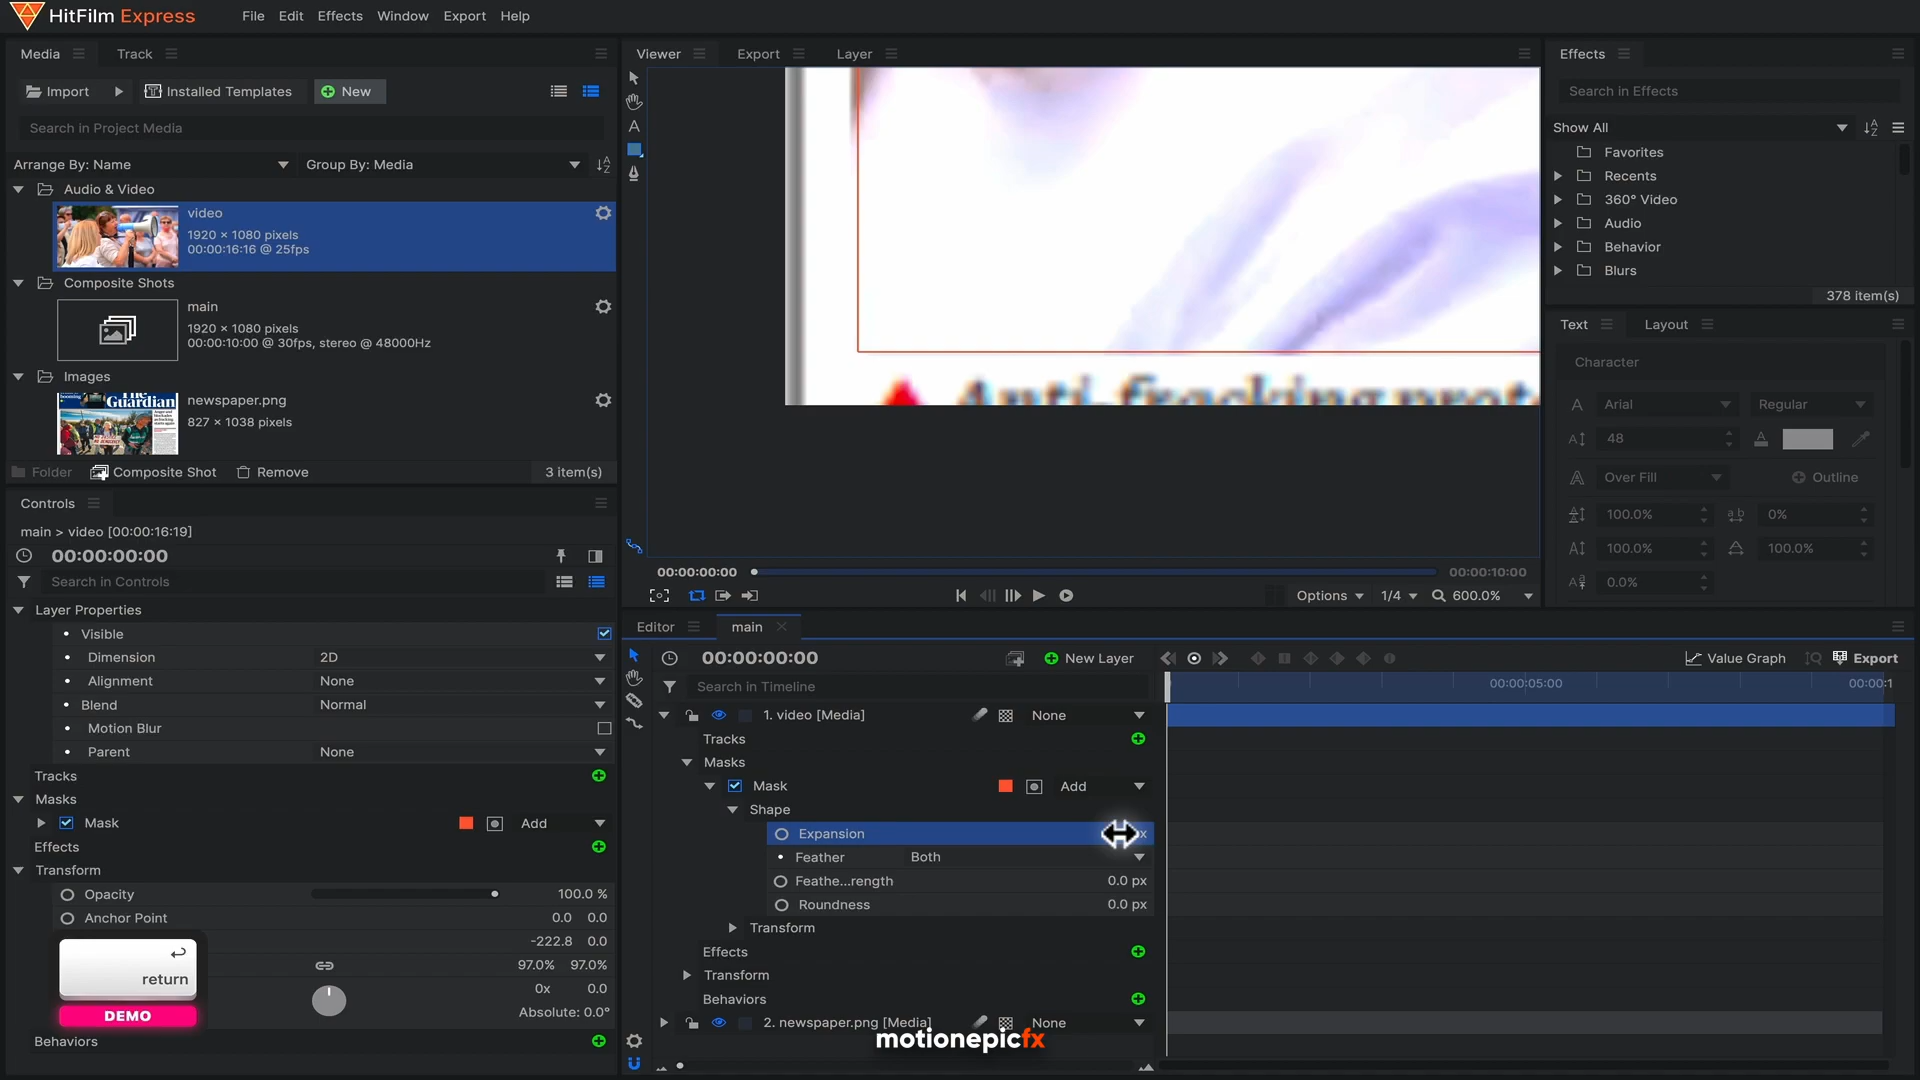 HitFilm Express
File Edit Effects Window Export Help
Media
Track
Import
Installed Templates
New
Search in Project Media
Arrange By: Name
Group By: Media
Audio & Video
video
1920 × 1080 pixels
00:00:16:16 @ 25fps
Composite Shots
main
1920 × 1080 pixels
00:00:10:00 @ 30fps, stereo @ 48000Hz
Images
The Guardian
newspaper.png
827 × 1038 pixels
Folder
Composite Shot
Remove
3 item(s)
Controls
main > video [00:00:16:19]
00:00:00:00
Search in Controls
Layer Properties
Visible
Dimension 2D
Alignment None
Blend Normal
Motion Blur
Parent None
Tracks
Masks
Mask Add
Effects
Transform
Opacity 100.0 %
Anchor Point 0.0 0.0
-222.8 0.0
97.0% 97.0%
0x 0.0
Absolute: 0.0°
return
DEMO
Behaviors
Viewer
Export
Layer
Anti-fracking prote
00:00:00:00
00:00:10:00
Options
1/4
600.0%
Editor
main
00:00:00:00
New Layer
Value Graph
Export
Search in Timeline
00:00:05:00
00:00:1
1. video [Media] None
Tracks
Masks
Mask Add
Shape
Expansion x
Feather Both
Feathe...rength 0.0 px
Roundness 0.0 px
Transform
Effects
Transform
Behaviors
2. newspaper.png [Media] None
motionepicfx
Effects
Search in Effects
Show All
Favorites
Recents
360° Video
Audio
Behavior
Blurs
378 item(s)
Text
Layout
Character
Arial
Regular
48
Over Fill
Outline
100.0%
0%
100.0%
100.0%
0.0%